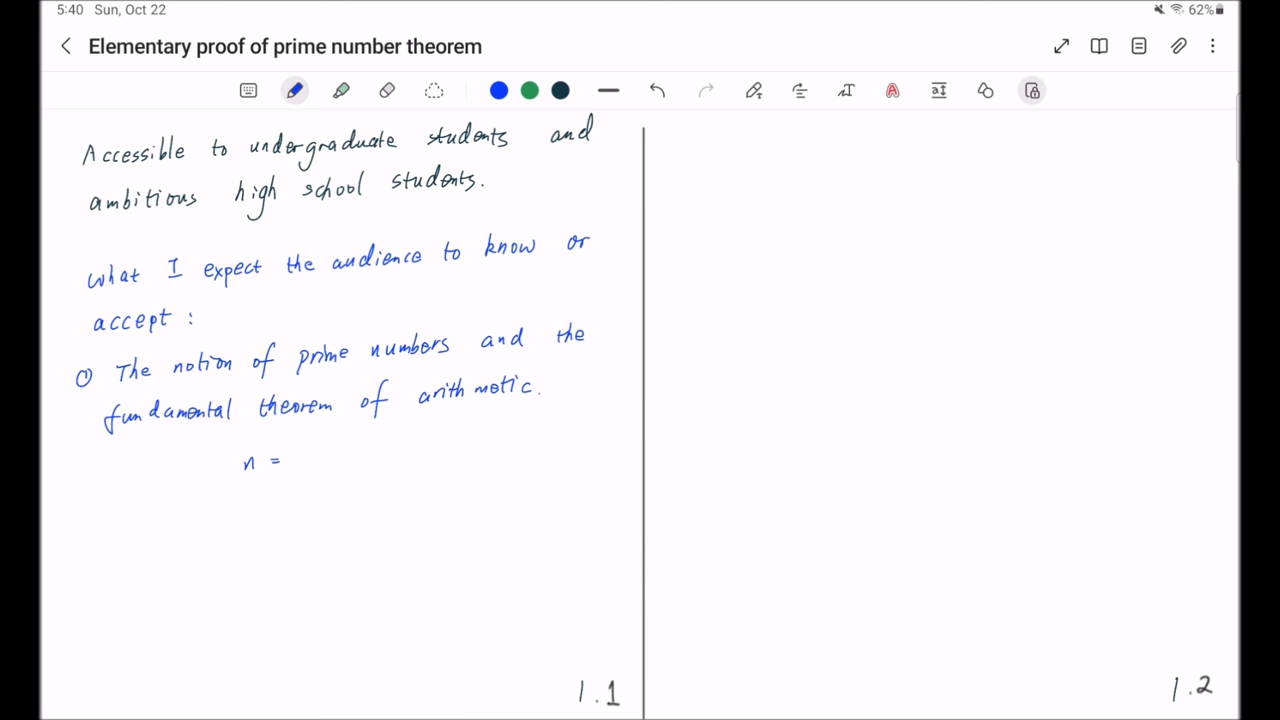 5:40 Sun, Oct 22
62%
Elementary proof of prime number theorem
Accessible to undergraduate students and
ambitious high school students.
What I expect the audience to know or
accept :
① The notion of prime numbers and the
fundamental theorem of arithmetic.
n =
1.1
1.2